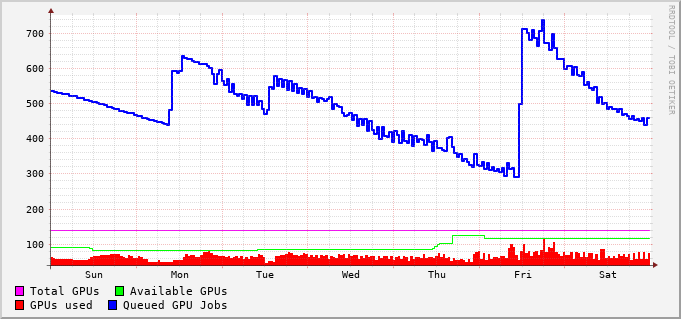 700
600
500
400
300
200
100
Sun Mon Tue Wed Thu Fri Sat
Total GPUs Available GPUs
GPUs used Queued GPU Jobs
RRDTOOL / TOBI OETIKER